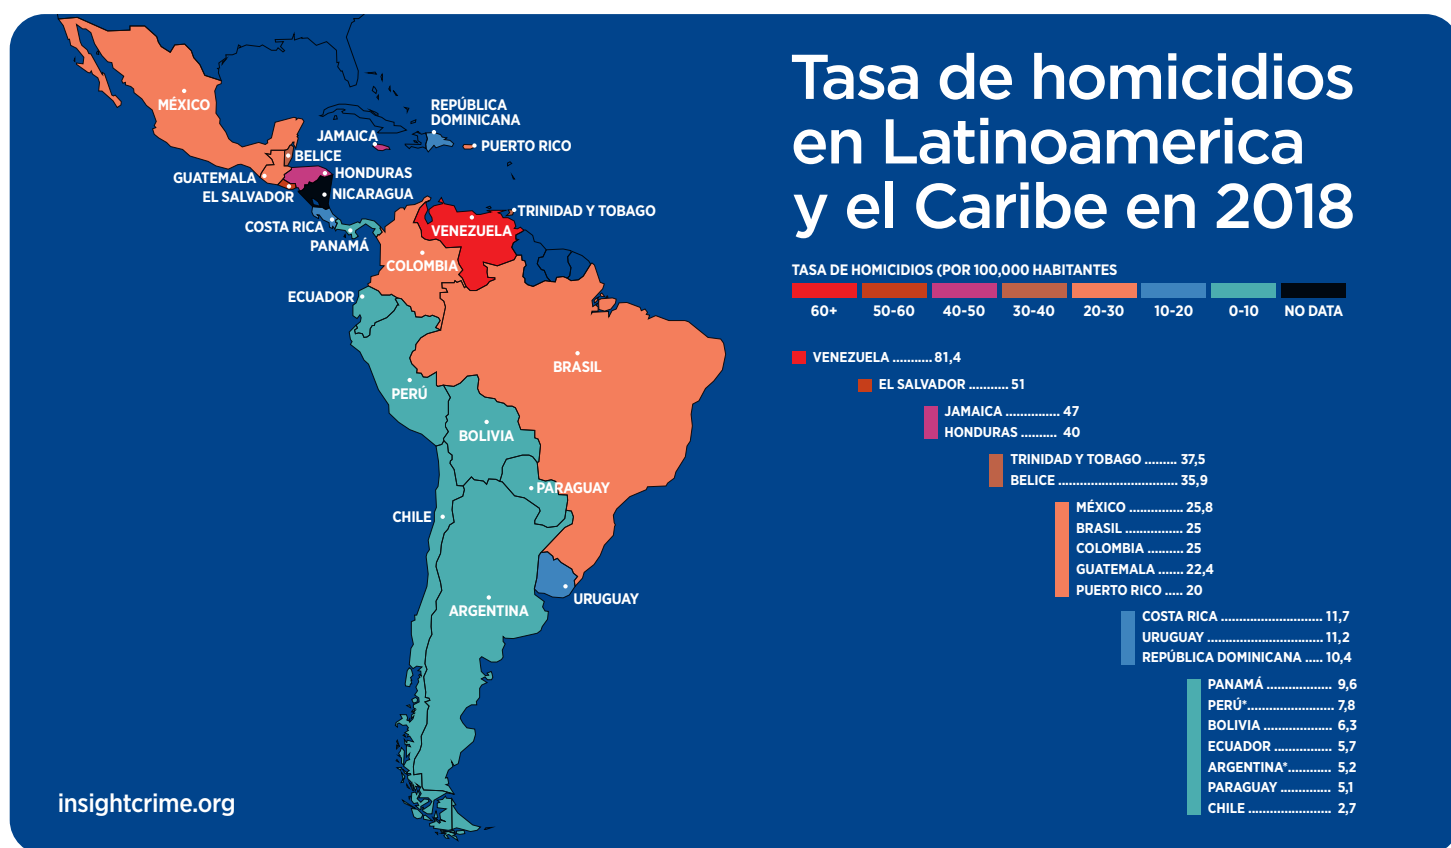 Tasa de homicidios
en Latinoamerica
y el Caribe en 2018
TASA DE HOMICIDIOS (POR 100,000 HABITANTES
60+ 50-60 40-50 30-40 20-30 10-20 0-10 NO DATA
VENEZUELA ........... 81,4
EL SALVADOR ........... 51
JAMAICA ............... 47
HONDURAS .......... 40
TRINIDAD Y TOBAGO ......... 37,5
BELICE ................................. 35,9
MÉXICO ............... 25,8
BRASIL ................ 25
COLOMBIA .......... 25
GUATEMALA ....... 22,4
PUERTO RICO ..... 20
COSTA RICA ............................ 11,7
URUGUAY ................................ 11,2
REPÚBLICA DOMINICANA ..... 10,4
PANAMÁ .................. 9,6
PERÚ*........................ 7,8
BOLIVIA ................... 6,3
ECUADOR ................ 5,7
ARGENTINA*............ 5,2
PARAGUAY .............. 5,1
CHILE ....................... 2,7
MÉXICO
REPÚBLICA
DOMINICANA
JAMAICA
PUERTO RICO
BELICE
GUATEMALA
HONDURAS
EL SALVADOR
NICARAGUA
TRINIDAD Y TOBAGO
COSTA RICA
PANAMÁ
VENEZUELA
COLOMBIA
ECUADOR
BRASIL
PERÚ
BOLIVIA
PARAGUAY
CHILE
URUGUAY
ARGENTINA
insightcrime.org